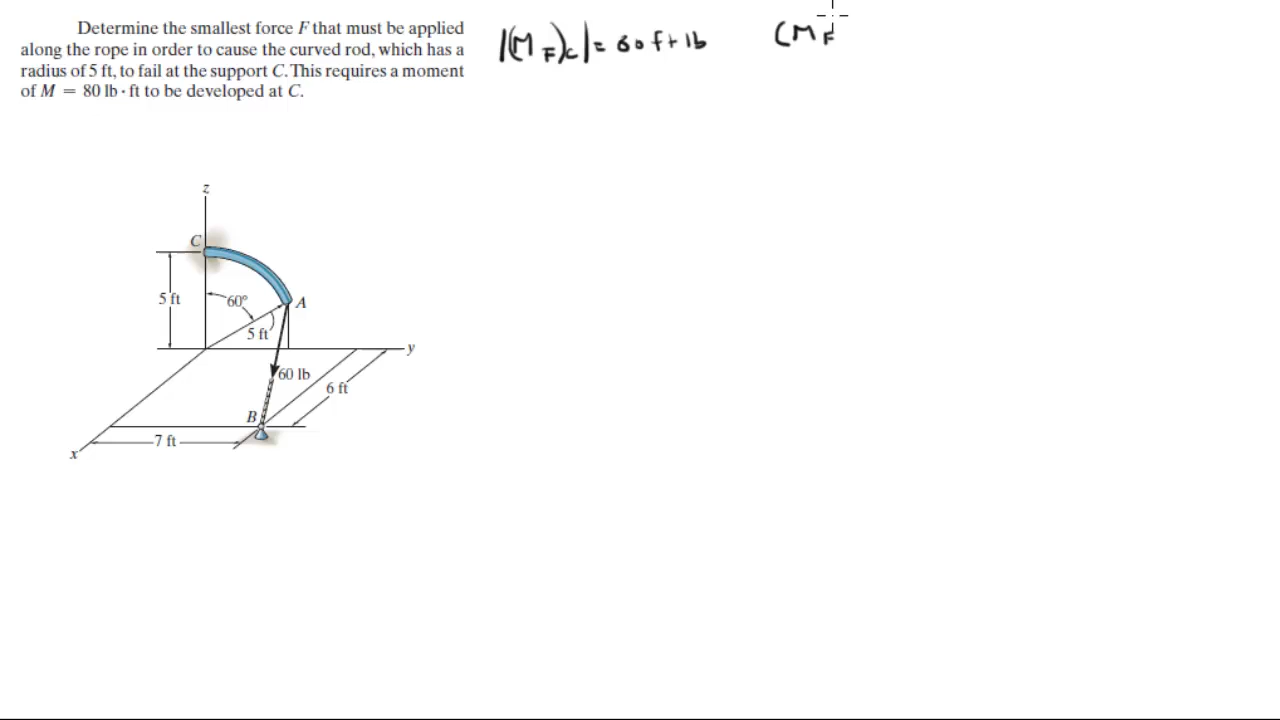 Determine the smallest force F that must be applied
along the rope in order to cause the curved rod, which has a
radius of 5 ft, to fail at the support C. This requires a moment
of M = 80 lb · ft to be developed at C.
|(M F)c| = 80 ft lb
(M F
z
C
5 ft
60°
A
5 ft
y
60 lb
6 ft
B
7 ft
x